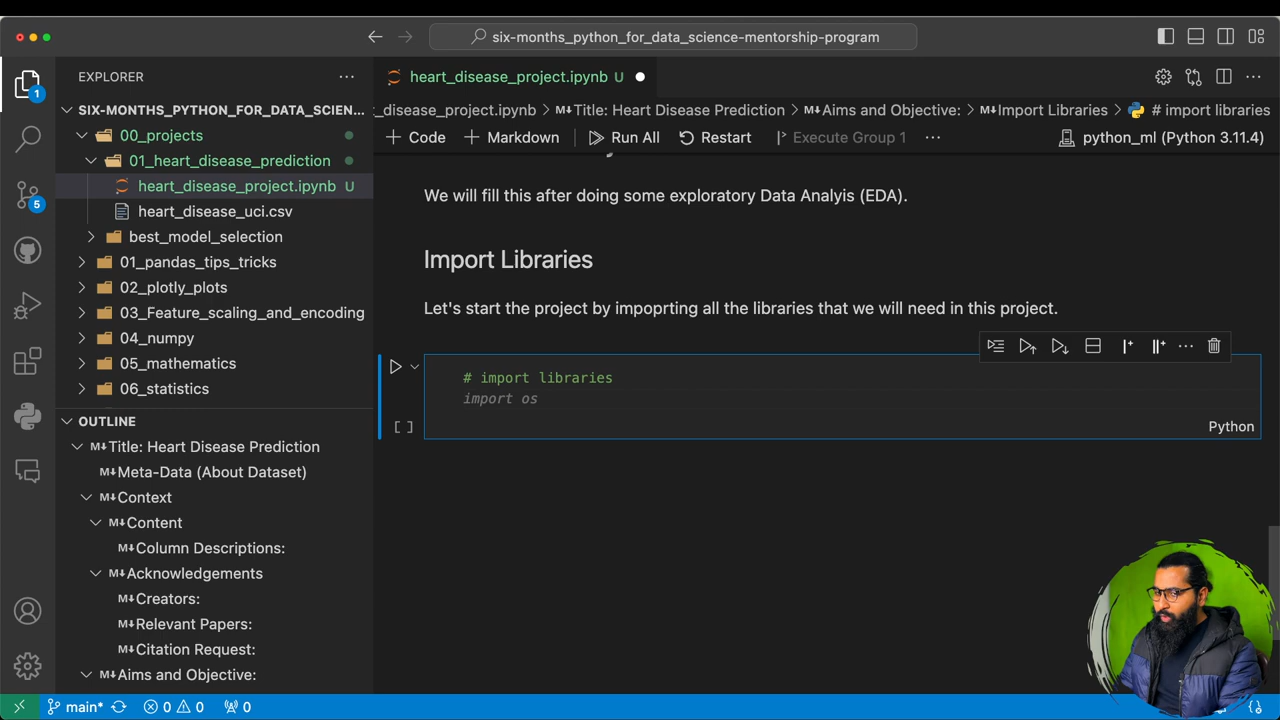 six-months_python_for_data_science-mentorship-program
EXPLORER
heart_disease_project.ipynb U
1
SIX-MONTHS_PYTHON_FOR_DATA_SCIEN...
_disease_project.ipynb > M↓Title: Heart Disease Prediction > M↓Aims and Objective: > M↓Import Libraries > # import libraries
00_projects
+ Code + Markdown Run All Restart Execute Group 1 ... python_ml (Python 3.11.4)
01_heart_disease_prediction
heart_disease_project.ipynb U
5
heart_disease_uci.csv
best_model_selection
01_pandas_tips_tricks
02_plotly_plots
03_Feature_scaling_and_encoding
04_numpy
05_mathematics
06_statistics
We will fill this after doing some exploratory Data Analyis (EDA).
Import Libraries
Let's start the project by impoprting all the libraries that we will need in this project.
# import libraries
import os
[ ]
Python
OUTLINE
M↓Title: Heart Disease Prediction
M↓Meta-Data (About Dataset)
M↓Context
M↓Content
M↓Column Descriptions:
M↓Acknowledgements
M↓Creators:
M↓Relevant Papers:
M↓Citation Request:
M↓Aims and Objective:
main* 0 0 0